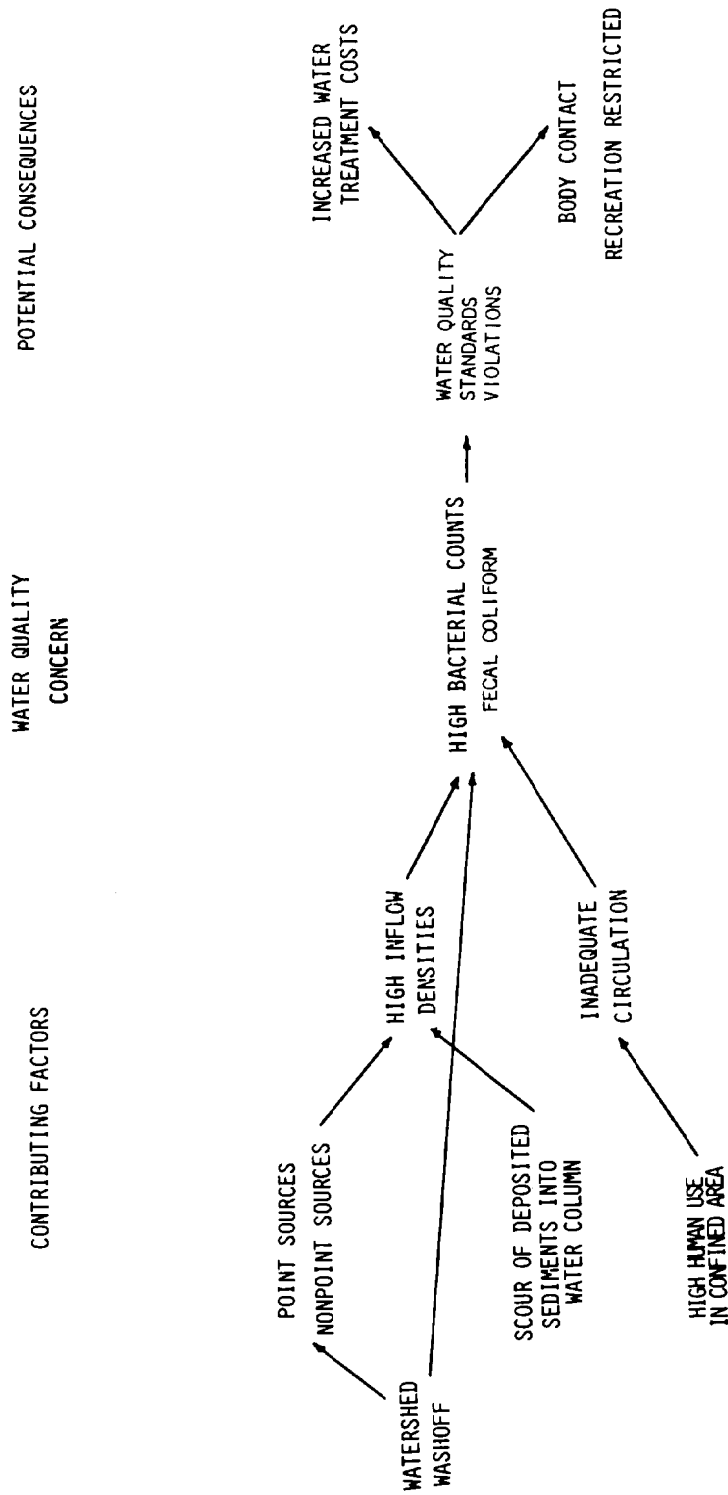 CONTRIBUTING FACTORS
WATER QUALITY
CONCERN
POTENTIAL CONSEQUENCES
WATERSHED
WASHOFF
POINT SOURCES
NONPOINT SOURCES
SCOUR OF DEPOSITED
SEDIMENTS INTO
WATER COLUMN
HIGH HUMAN USE
IN CONFINED AREA
HIGH INFLOW
DENSITIES
INADEQUATE
CIRCULATION
HIGH BACTERIAL COUNTS
FECAL COLIFORM
WATER QUALITY
STANDARDS
VIOLATIONS
INCREASED WATER
TREATMENT COSTS
BODY CONTACT
RECREATION RESTRICTED